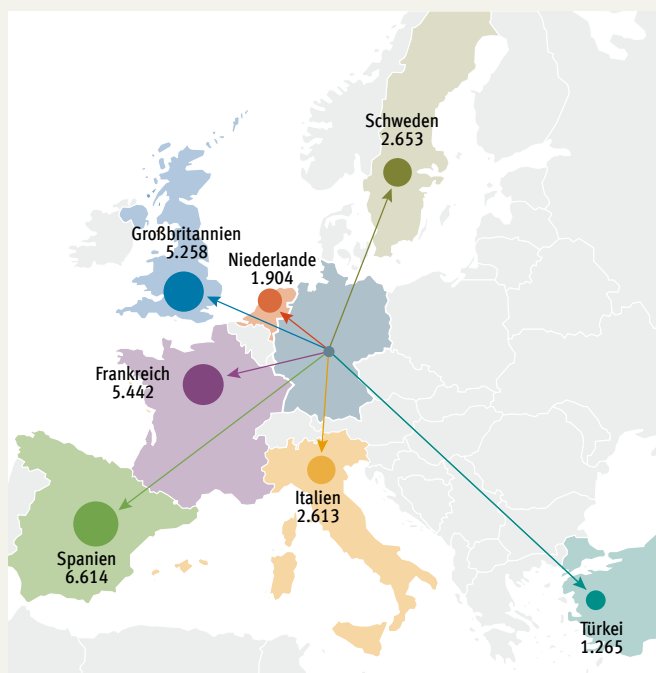 Schweden
2.653
Großbritannien
5.258
Niederlande
1.904
Frankreich
5.442
Italien
2.613
Spanien
6.614
Türkei
1.265